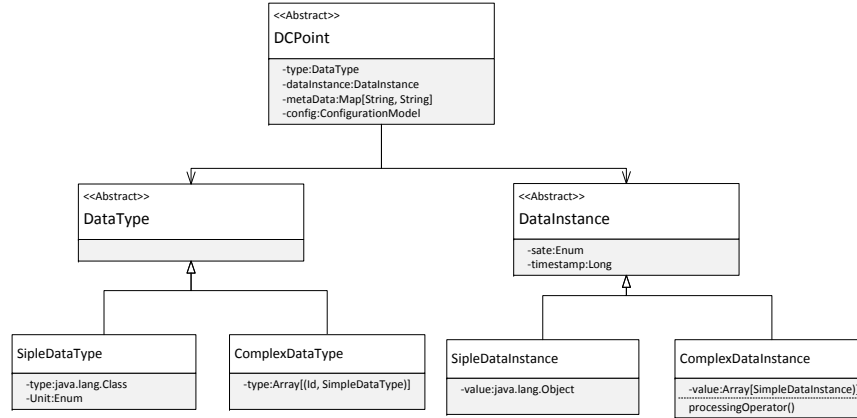 <<Abstract>>
DCPoint
-type:DataType
-dataInstance:DataInstance
-metaData:Map[String, String]
-config:ConfigurationModel
<<Abstract>>
DataType
<<Abstract>>
DataInstance
-sate:Enum
-timestamp:Long
SipleDataType
-type:java.lang.Class
-Unit:Enum
ComplexDataType
-type:Array[(Id, SimpleDataType)]
SipleDataInstance
-value:java.lang.Object
ComplexDataInstance
-value:Array[SimpleDataInstance)]
processingOperator()